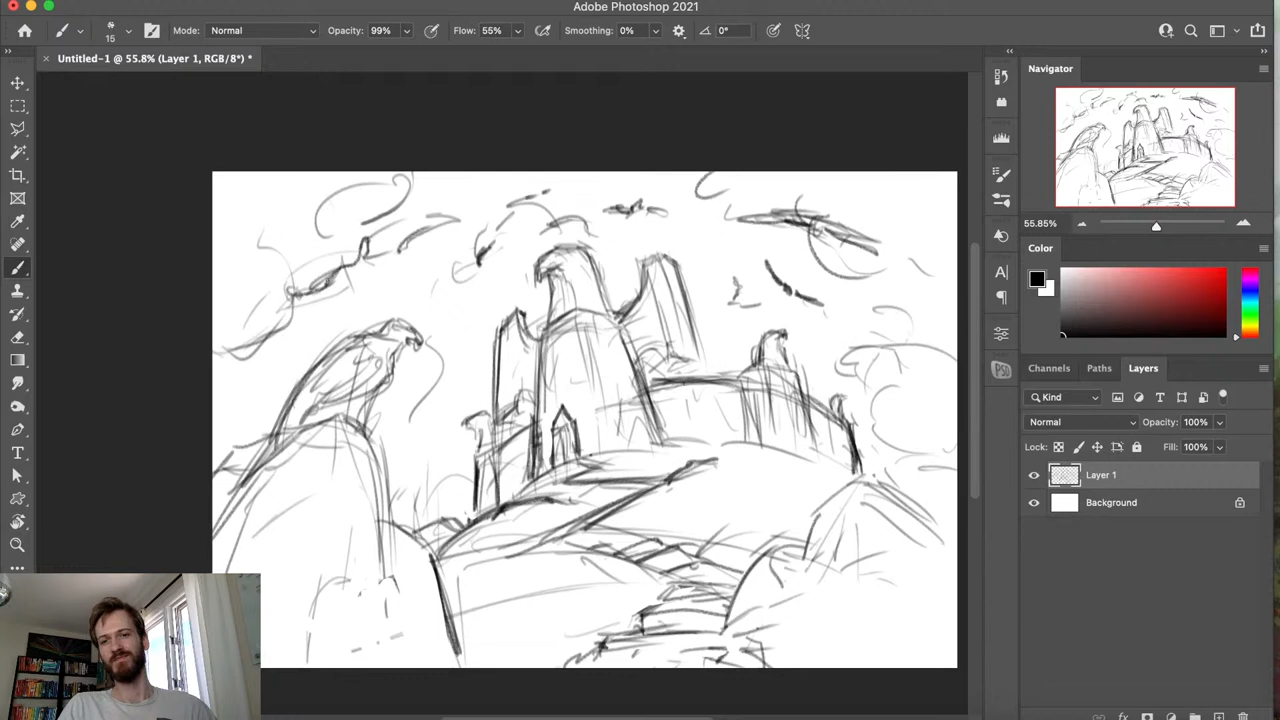 Adobe Photoshop 2021
15 Mode: Normal Opacity: 99% Flow: 55% Smoothing: 0% 0°
Untitled-1 @ 55.8% (Layer 1, RGB/8*) *
Navigator
55.85%
Color
Channels Paths Layers
Kind
Normal Opacity: 100%
Lock: Fill: 100%
Layer 1
Background